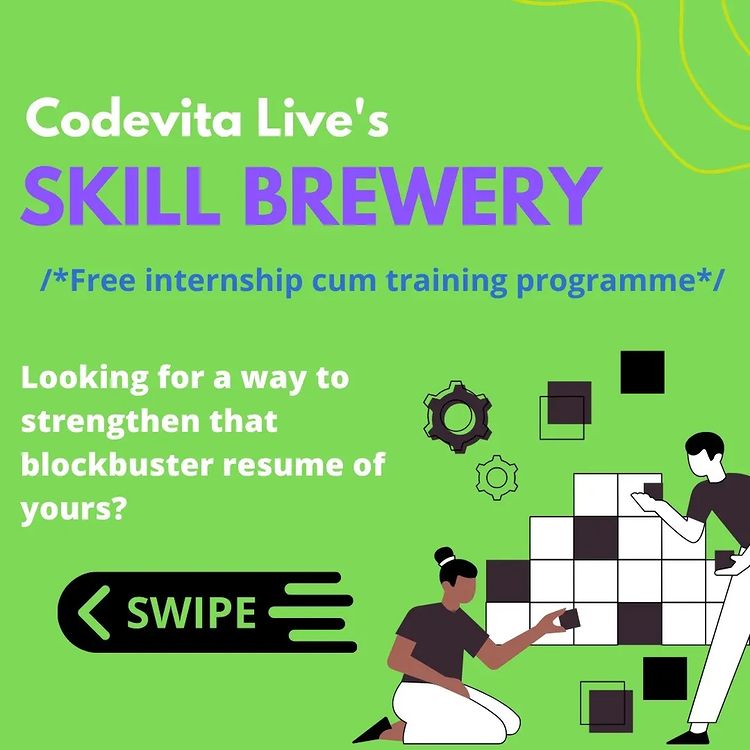 Codevita Live's
SKILL BREWERY
/*Free internship cum training programme*/
Looking for a way to
strengthen that
blockbuster resume of
yours?
SWIPE